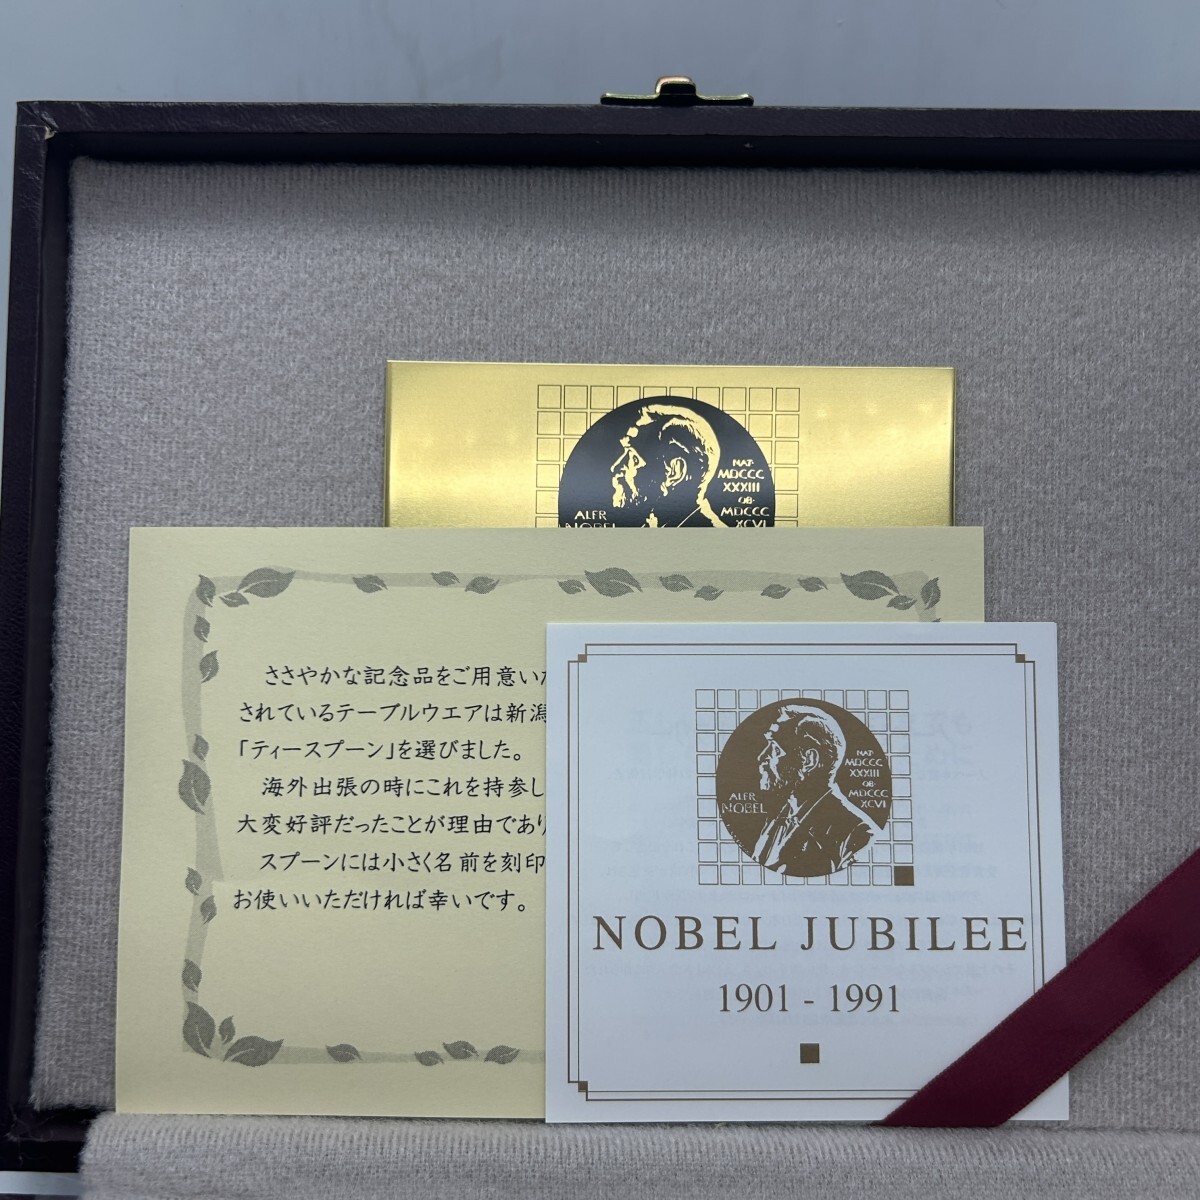 NAT·
MDCCC
XXXIII
OB·
MDCCC
XCVI
ALFR
NOBEL
ささやかな記念品をご用意いた
されているテーブルウエアは新潟
「ティースプーン」を選びました。
海外出張の時にこれを持参し
大変好評だったことが理由であり
スプーンには小さく名前を刻印
お使いいただければ幸いです。
NAT·
MDCCC
XXXIII
OB·
MDCCC
XCVI
ALFR
NOBEL
NOBEL JUBILEE
1901 - 1991